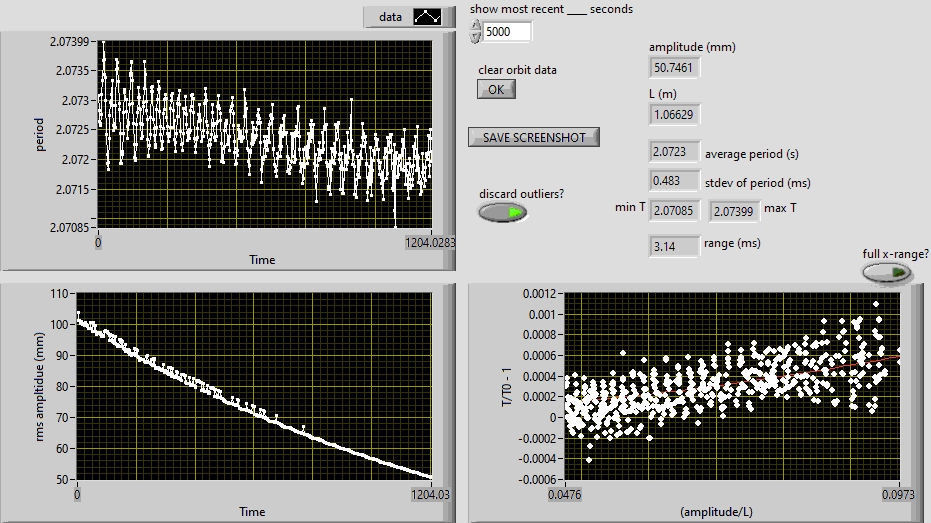 data
2.07399
2.0735
2.073
2.0725
2.072
2.0715
2.07085
period
0
1204.0283
Time
show most recent ____ seconds
5000
clear orbit data
OK
SAVE SCREENSHOT
discard outliers?
amplitude (mm)
50.7461
L (m)
1.06629
2.0723 average period (s)
0.483 stdev of period (ms)
min T 2.07085 2.07399 max T
3.14 range (ms)
full x-range?
110
100
90
80
70
60
50
rms ampltidue (mm)
0
1204.03
Time
0.0012
0.001
0.0008
0.0006
0.0004
0.0002
0
-0.0002
-0.0004
-0.0006
T/T0 - 1
0.0476
0.0973
(amplitude/L)